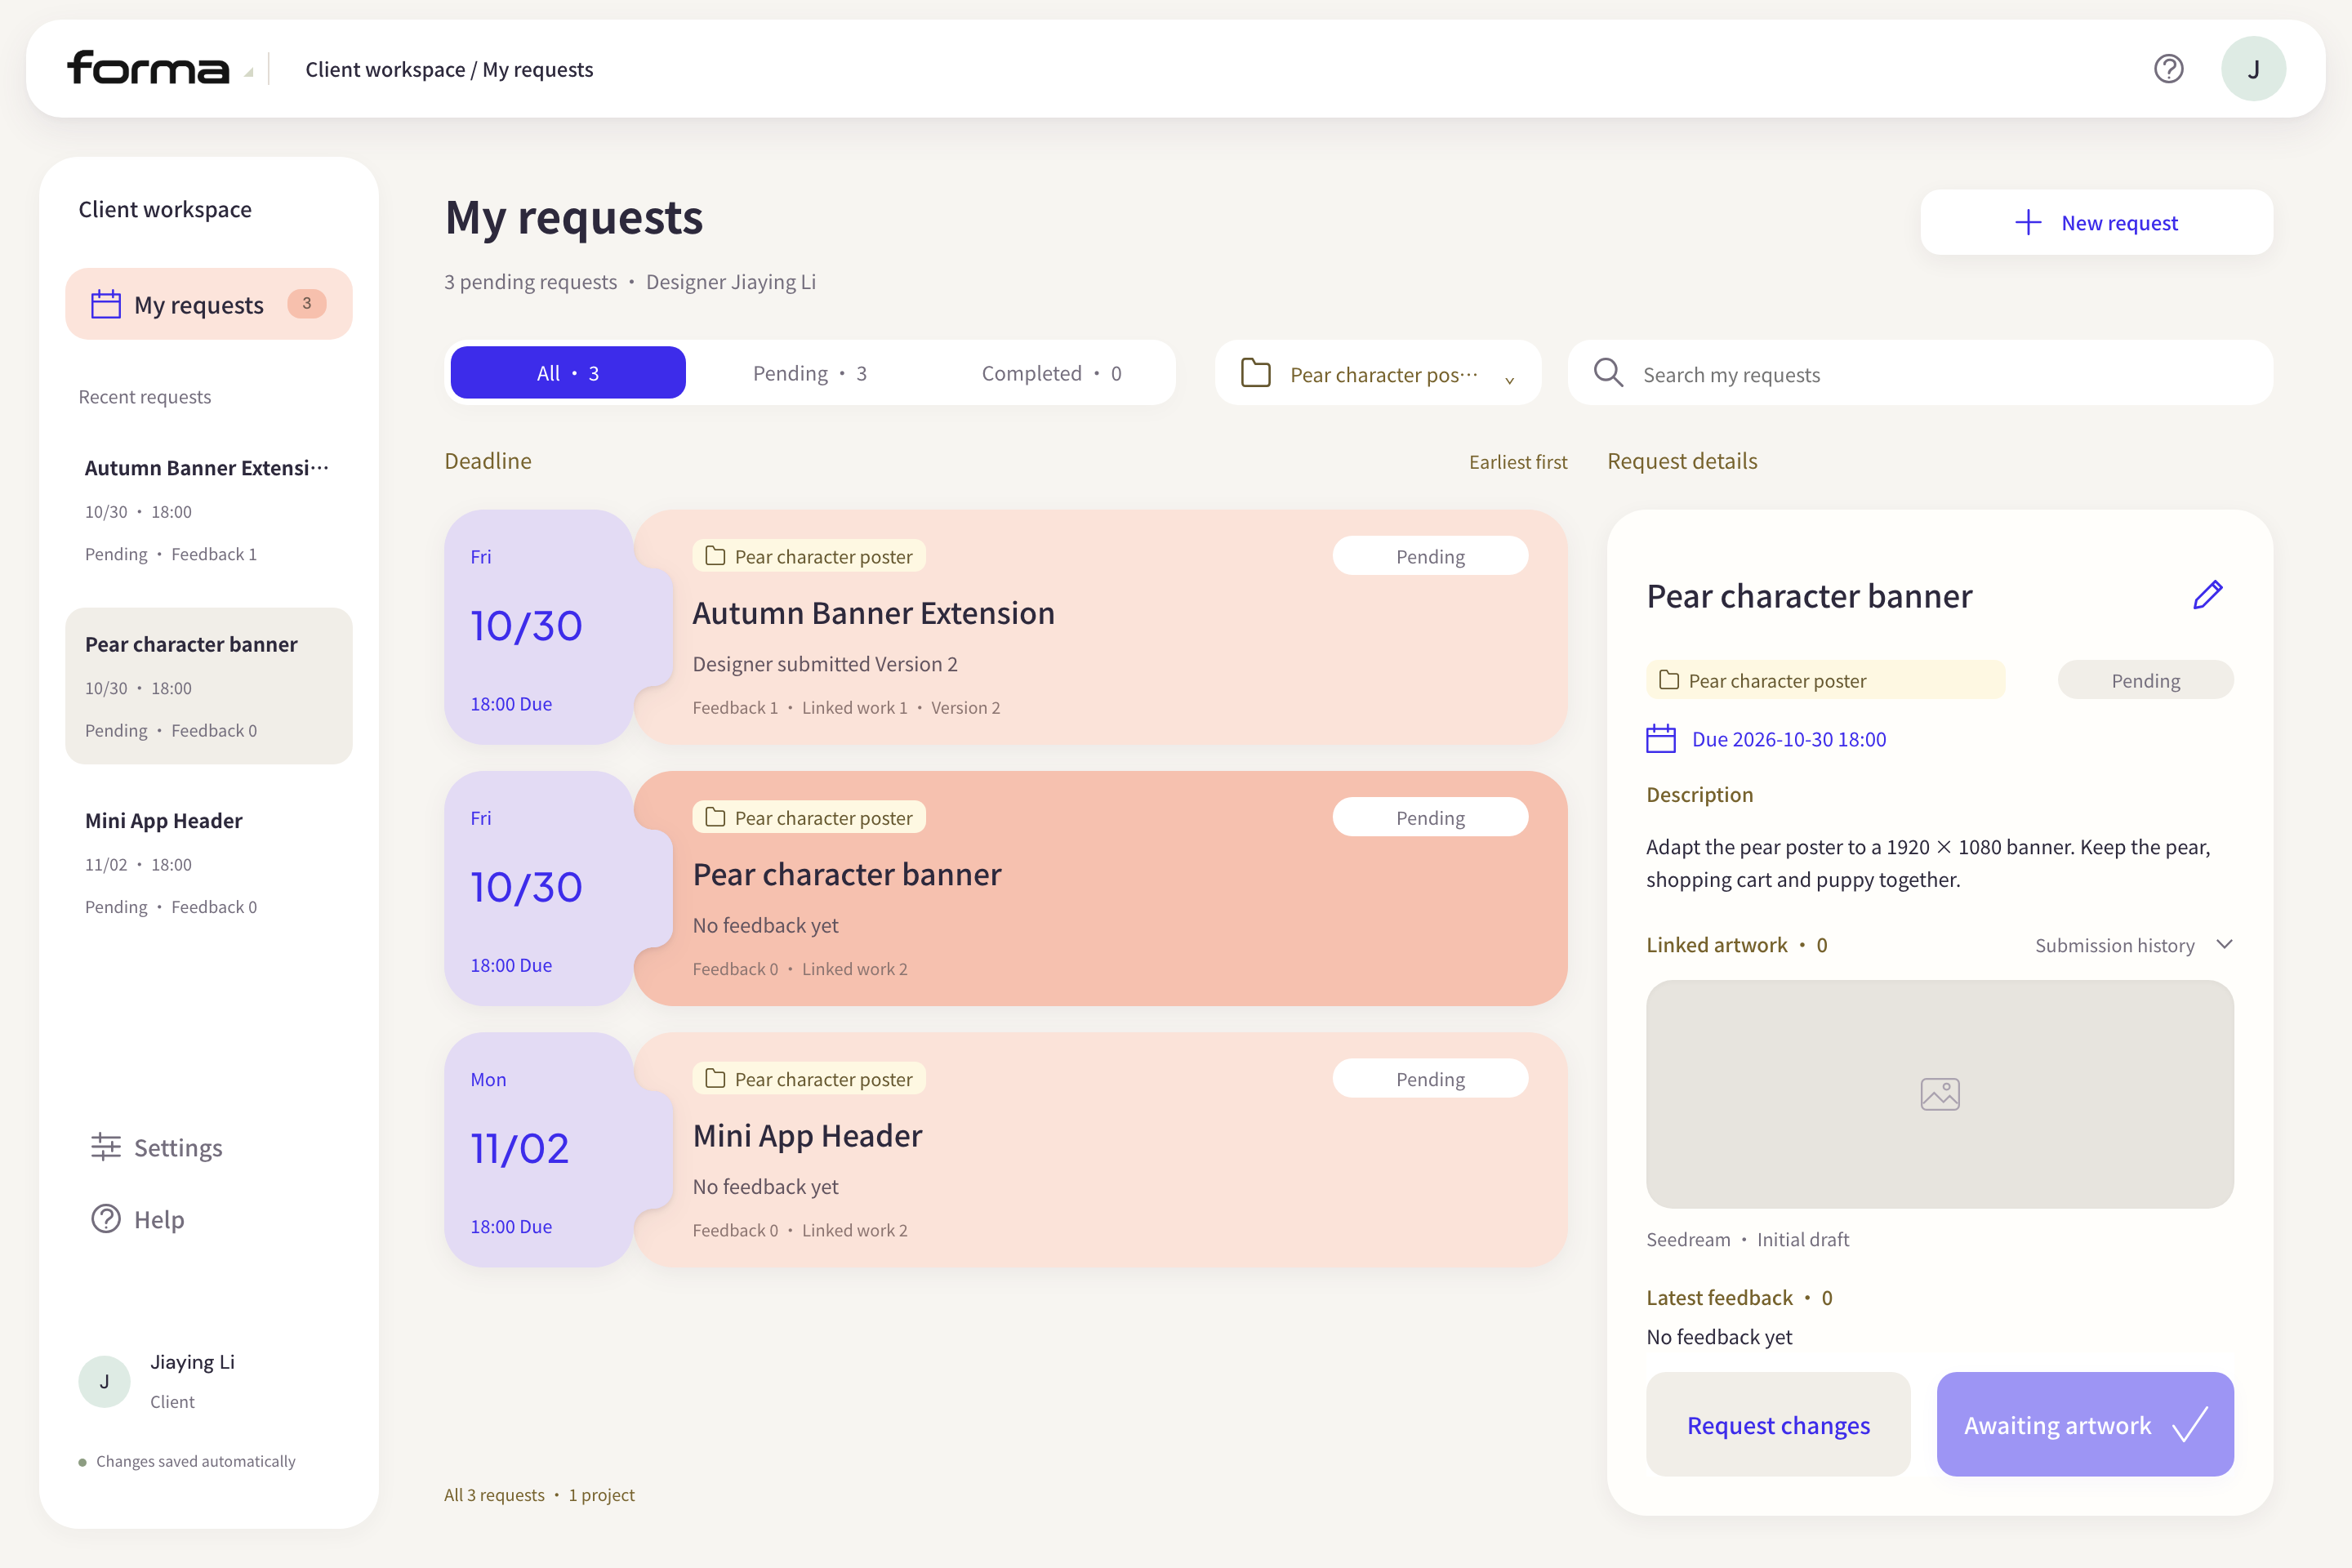 forma
Client workspace / My requests
J
Client workspace
My requests
3
Recent requests
Autumn Banner Extensi···
10/30 • 18:00
Pending • Feedback 1
Pear character banner
10/30 • 18:00
Pending • Feedback 0
Mini App Header
11/02 • 18:00
Pending • Feedback 0
Settings
Help
J
Jiaying Li
Client
Changes saved automatically
My requests
3 pending requests • Designer Jiaying Li
New request
All • 3
Pending • 3
Completed • 0
Pear character pos···
Search my requests
Deadline
Earliest first
Fri
10/30
18:00 Due
Pear character poster
Pending
Autumn Banner Extension
Designer submitted Version 2
Feedback 1 • Linked work 1 • Version 2
Fri
10/30
18:00 Due
Pear character poster
Pending
Pear character banner
No feedback yet
Feedback 0 • Linked work 2
Mon
11/02
18:00 Due
Pear character poster
Pending
Mini App Header
No feedback yet
Feedback 0 • Linked work 2
All 3 requests • 1 project
Request details
Pear character banner
Pear character poster
Pending
Due 2026-10-30 18:00
Description
Adapt the pear poster to a 1920 × 1080 banner. Keep the pear,
shopping cart and puppy together.
Linked artwork • 0
Submission history
Seedream • Initial draft
Latest feedback • 0
No feedback yet
Request changes
Awaiting artwork